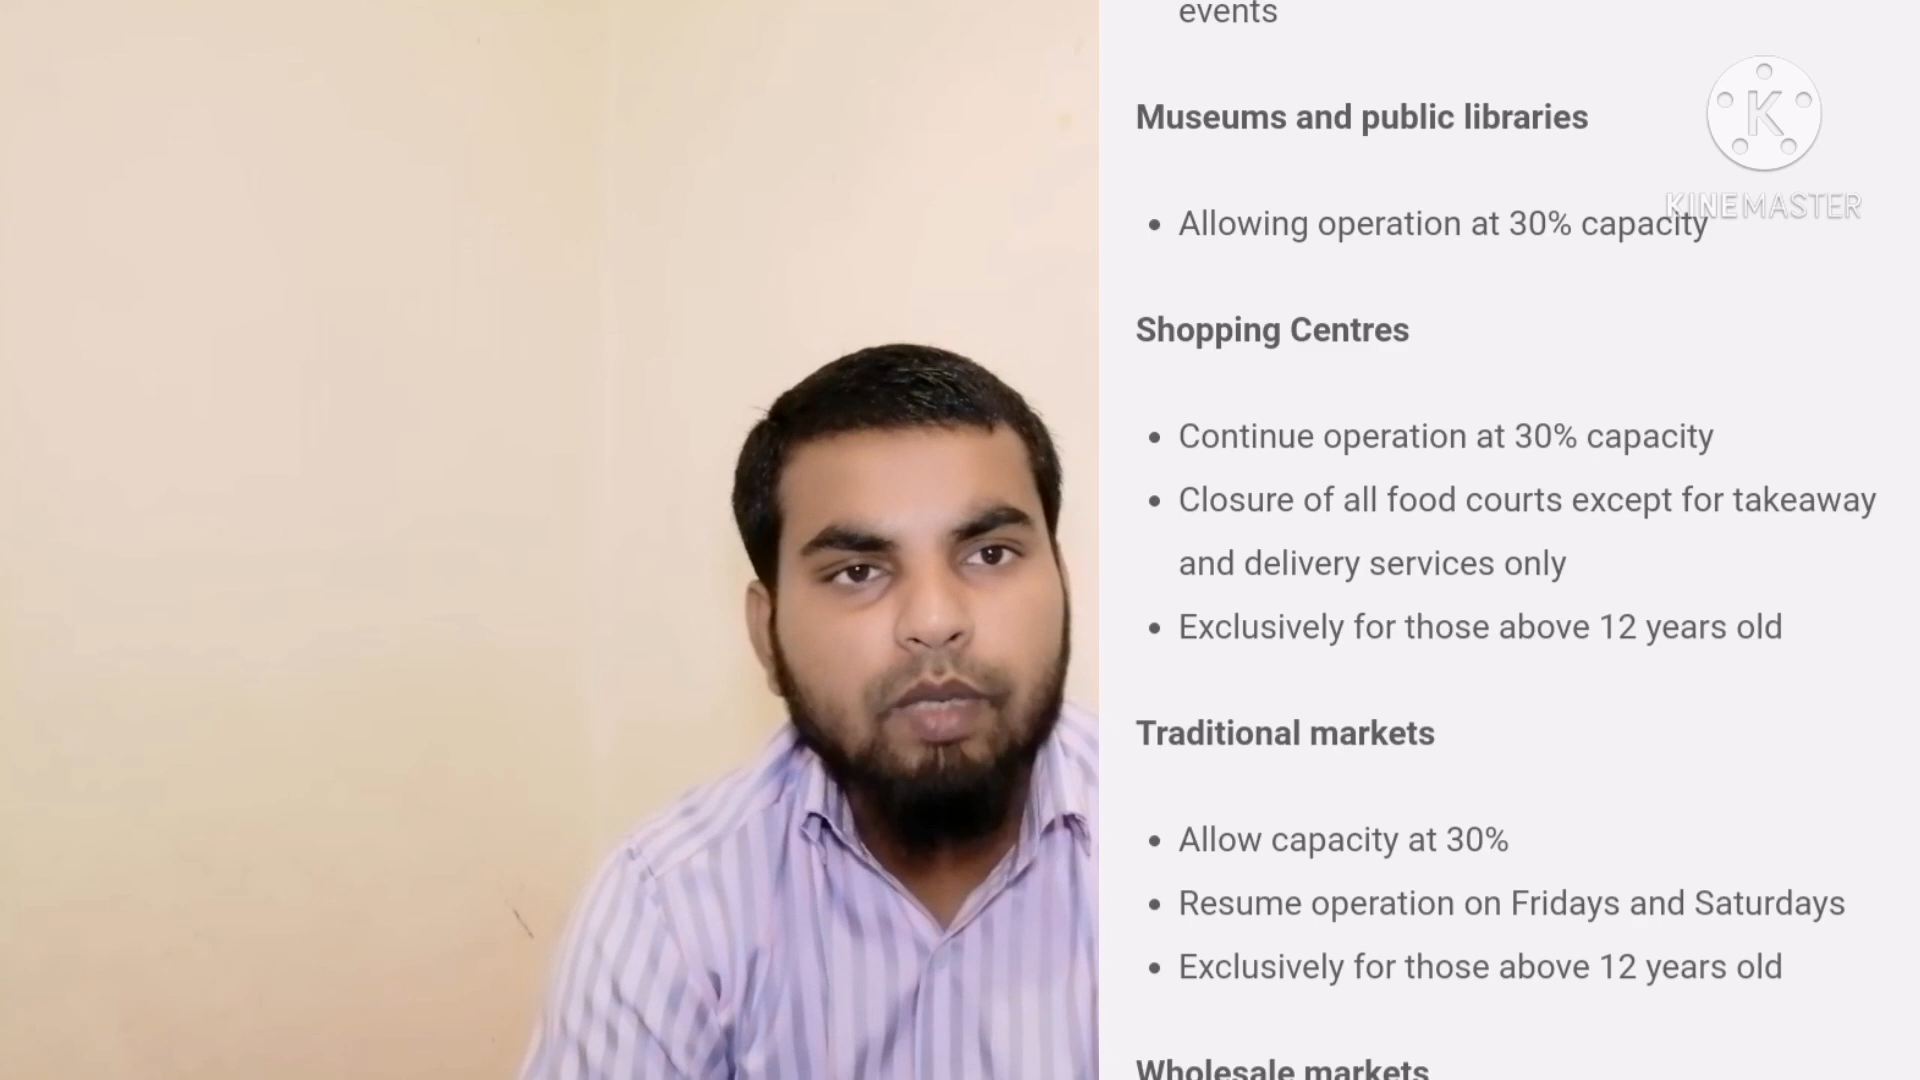 events
Museums and public libraries
K
KINEMASTER
• Allowing operation at 30% capacity
Shopping Centres
• Continue operation at 30% capacity
• Closure of all food courts except for takeaway
and delivery services only
• Exclusively for those above 12 years old
Traditional markets
• Allow capacity at 30%
• Resume operation on Fridays and Saturdays
• Exclusively for those above 12 years old
Wholesale markets